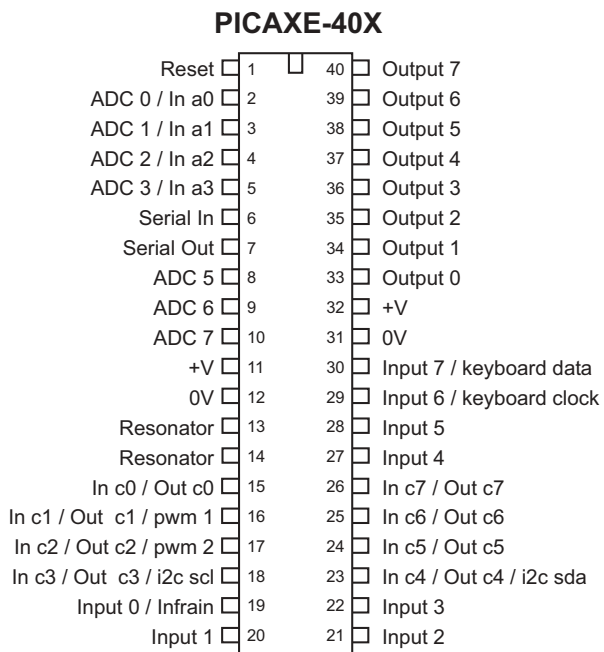 PICAXE-40X
Reset 1 40 Output 7
ADC 0 / In a0 2 39 Output 6
ADC 1 / In a1 3 38 Output 5
ADC 2 / In a2 4 37 Output 4
ADC 3 / In a3 5 36 Output 3
Serial In 6 35 Output 2
Serial Out 7 34 Output 1
ADC 5 8 33 Output 0
ADC 6 9 32 +V
ADC 7 10 31 0V
+V 11 30 Input 7 / keyboard data
0V 12 29 Input 6 / keyboard clock
Resonator 13 28 Input 5
Resonator 14 27 Input 4
In c0 / Out c0 15 26 In c7 / Out c7
In c1 / Out c1 / pwm 1 16 25 In c6 / Out c6
In c2 / Out c2 / pwm 2 17 24 In c5 / Out c5
In c3 / Out c3 / i2c scl 18 23 In c4 / Out c4 / i2c sda
Input 0 / Infrain 19 22 Input 3
Input 1 20 21 Input 2